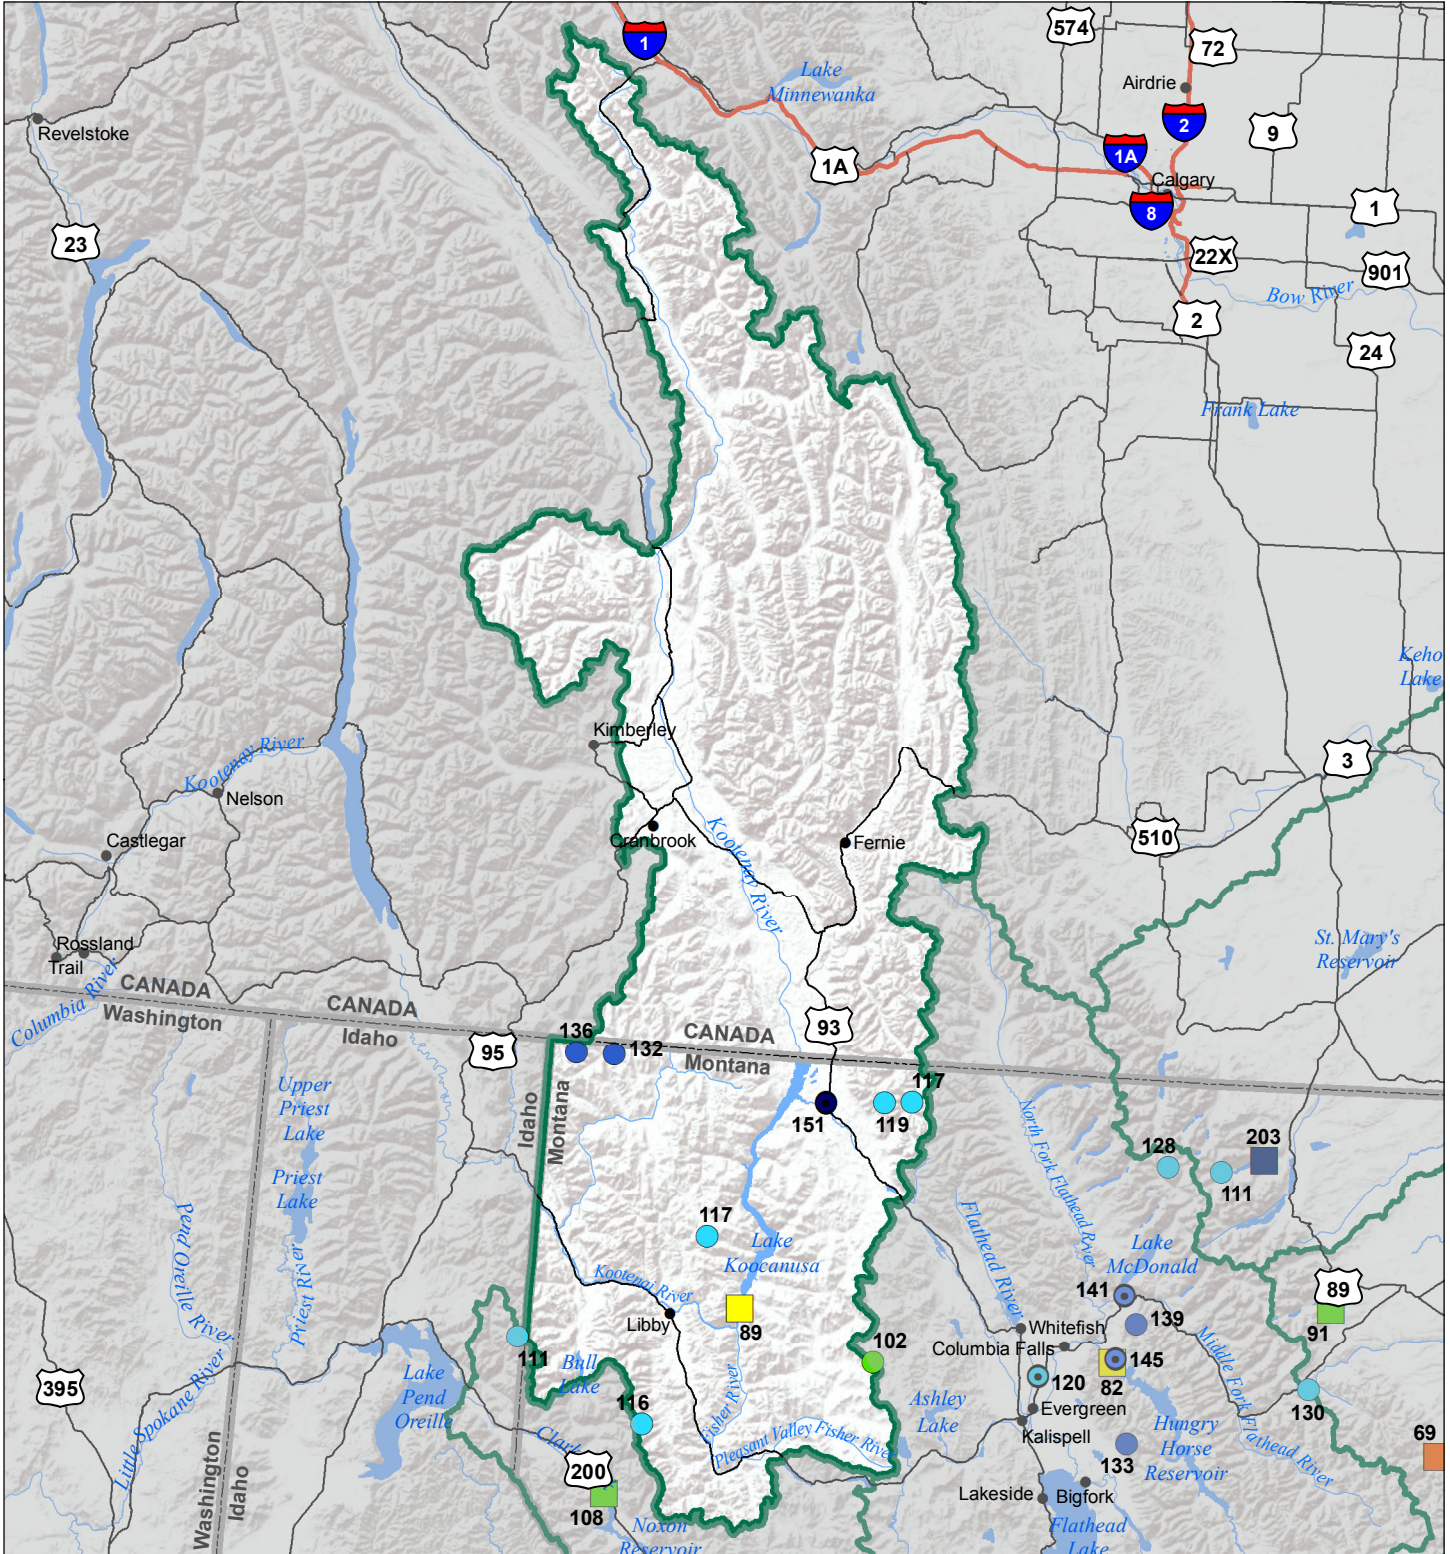 574
72
1
Lake
Minnewanka
Airdrie
2
9
Revelstoke
1A
1A
Calgary
8
1
23
22X
901
Bow River
2
24
Frank Lake
Keho
Lake
Kimberley
Kootenay River
3
Nelson
Castlegar
Cranbrook
Kootenay River
Fernie
510
Rossland
Trail
St. Mary's
Reservoir
Columbia River
CANADA
Washington
CANADA
Idaho
95
136
132
CANADA
Montana
93
Upper
Priest
Lake
Idaho
Montana
151
119
117
North Fork Flathead River
128
203
111
Priest
Lake
Pend Oreille River
Priest River
117
Lake
Koocanusa
Flathead River
Lake
McDonald
Kootenai River
141
89
139
91
Libby
89
Whitefish
Columbia Falls
102
145
82
Middle Fork Flathead River
111
Bull
Lake
395
Lake
Pend
Oreille
Little Spokane River
120
Evergreen
Kalispell
130
Ashley
Lake
116
Fisher River
Pleasant Valley Fisher River
Hungry
Horse
Reservoir
133
69
Clark
200
108
Noxon
Reservoir
Washington
Idaho
Lakeside
Bigfork
Flathead
Lake